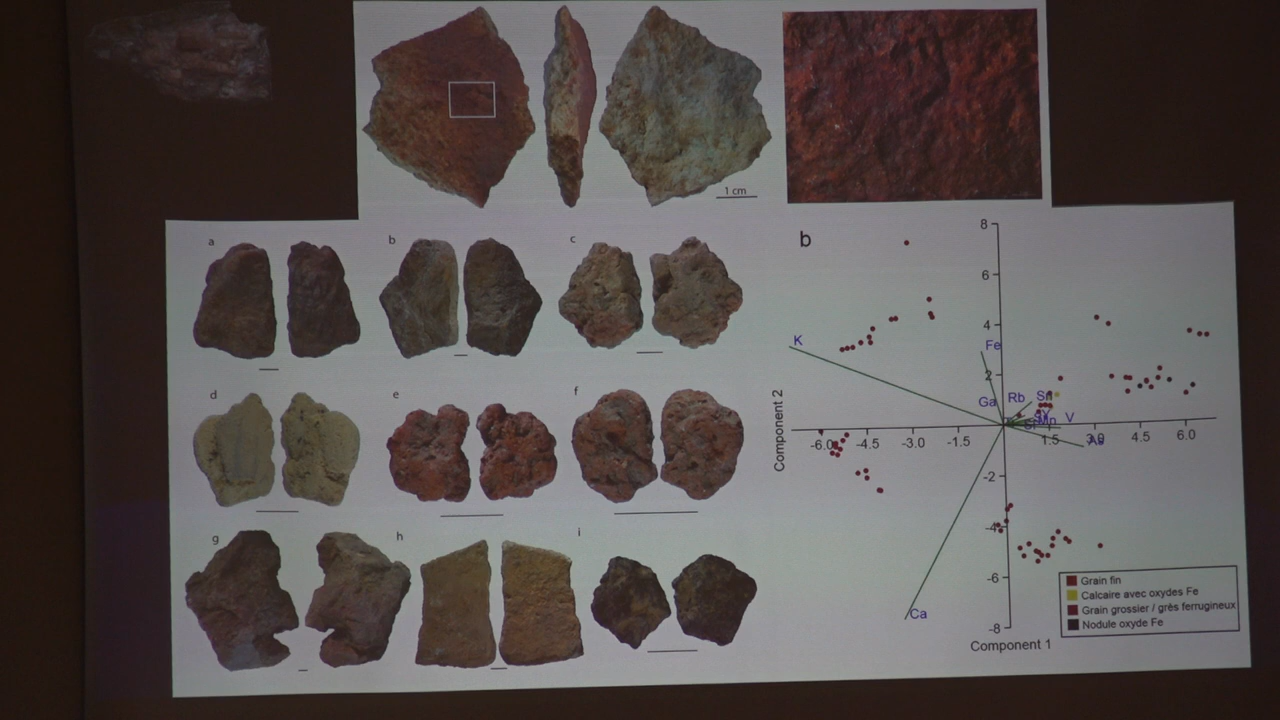 1 cm
a
b
c
d
e
f
g
h
i
b
8
6
4
2
-2
-4
-6
-8
K
Fe
Ga
Rb
Sr
V
Mn
As
Ca
-6.0
-4.5
-3.0
-1.5
1.5
3.0
4.5
6.0
Component 2
Component 1
Grain fin
Calcaire avec oxydes Fe
Grain grossier / grès ferrugineux
Nodule oxyde Fe